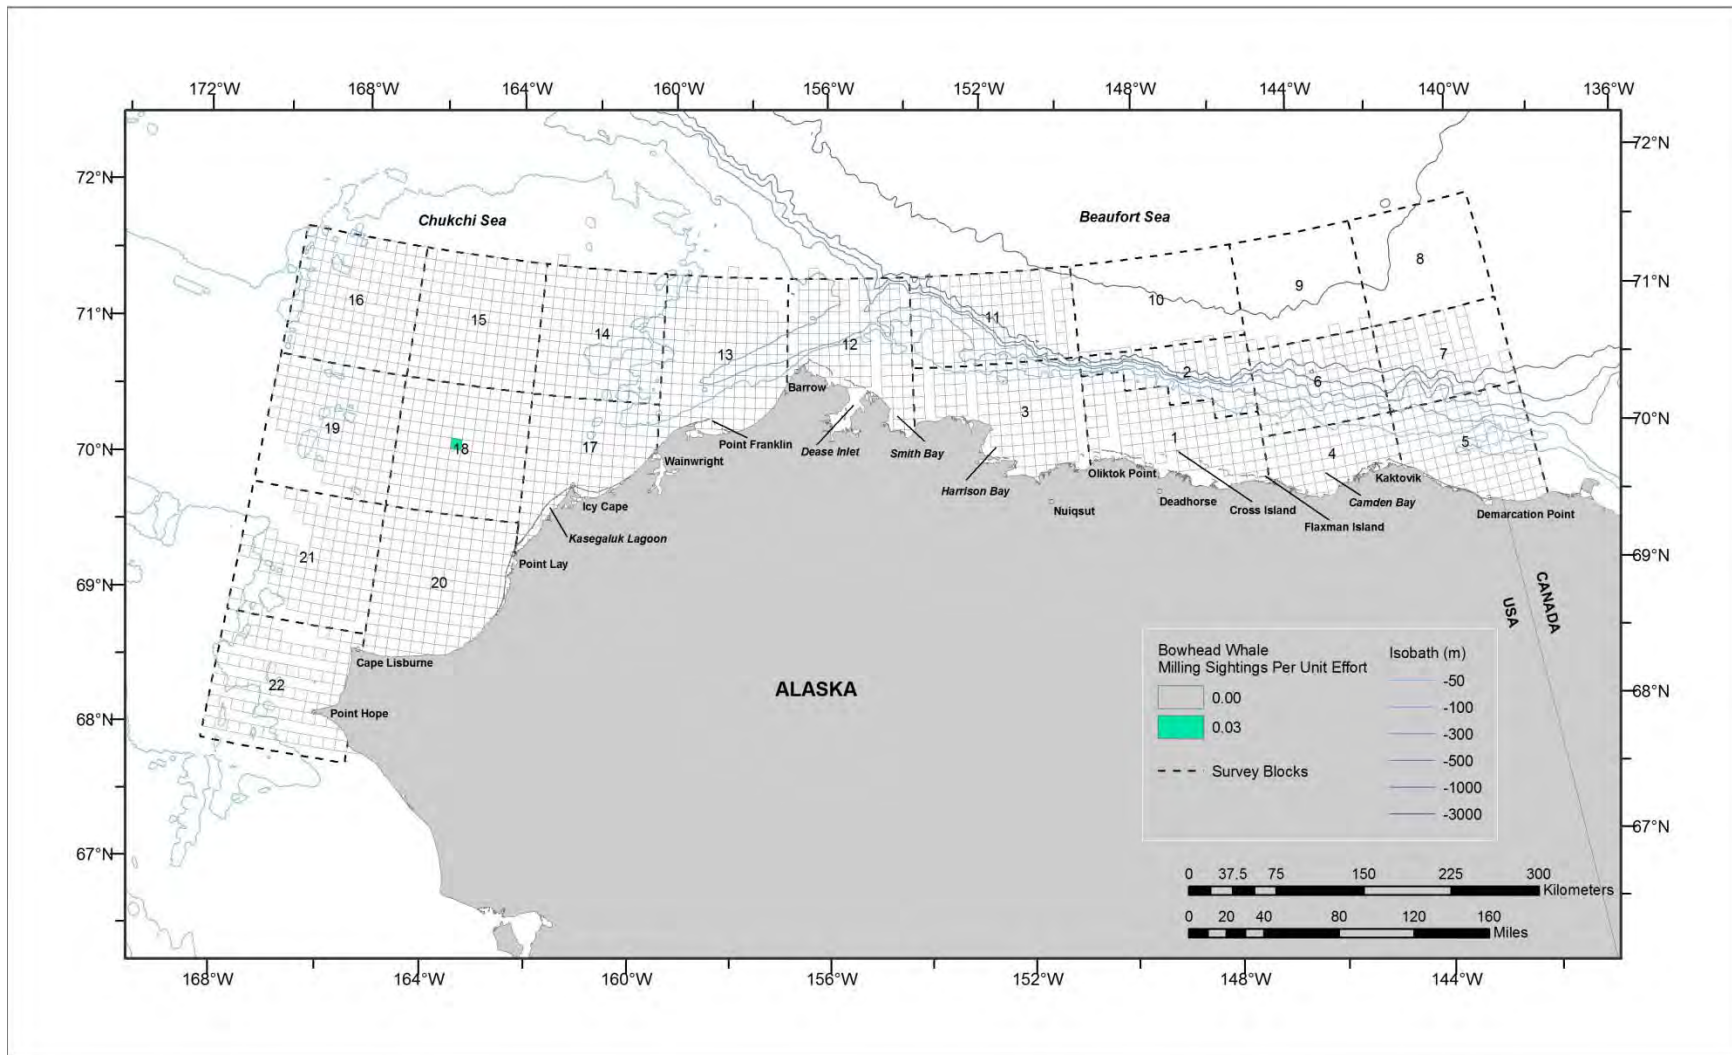 172°W 168°W 164°W 160°W 156°W 152°W 148°W 144°W 140°W 136°W
72°N 72°N
Chukchi Sea Beaufort Sea
8
9
16 10
71°N 71°N
15 11
14 12
13 7
2 6
Barrow
70°N
19 3
18 17 Point Franklin 1 5
70°N Wainwright Dease Inlet Smith Bay 4
Harrison Bay Oliktok Point Kaktovik
Icy Cape Nuiqsut Deadhorse Cross Island Camden Bay
Demarcation Point
Flaxman Island
Kasegaluk Lagoon
21 Point Lay
69°N 69°N
20
USA CANADA
Cape Lisburne
22
Point Hope
68°N 68°N
ALASKA
Bowhead Whale
Milling Sightings Per Unit Effort
0.00
0.03
Survey Blocks
Isobath (m)
-50
-100
-300
-500
-1000
-3000
67°N 67°N
0 37.5 75 150 225 300
Kilometers
0 20 40 80 120 160
Miles
168°W 164°W 160°W 156°W 152°W 148°W 144°W